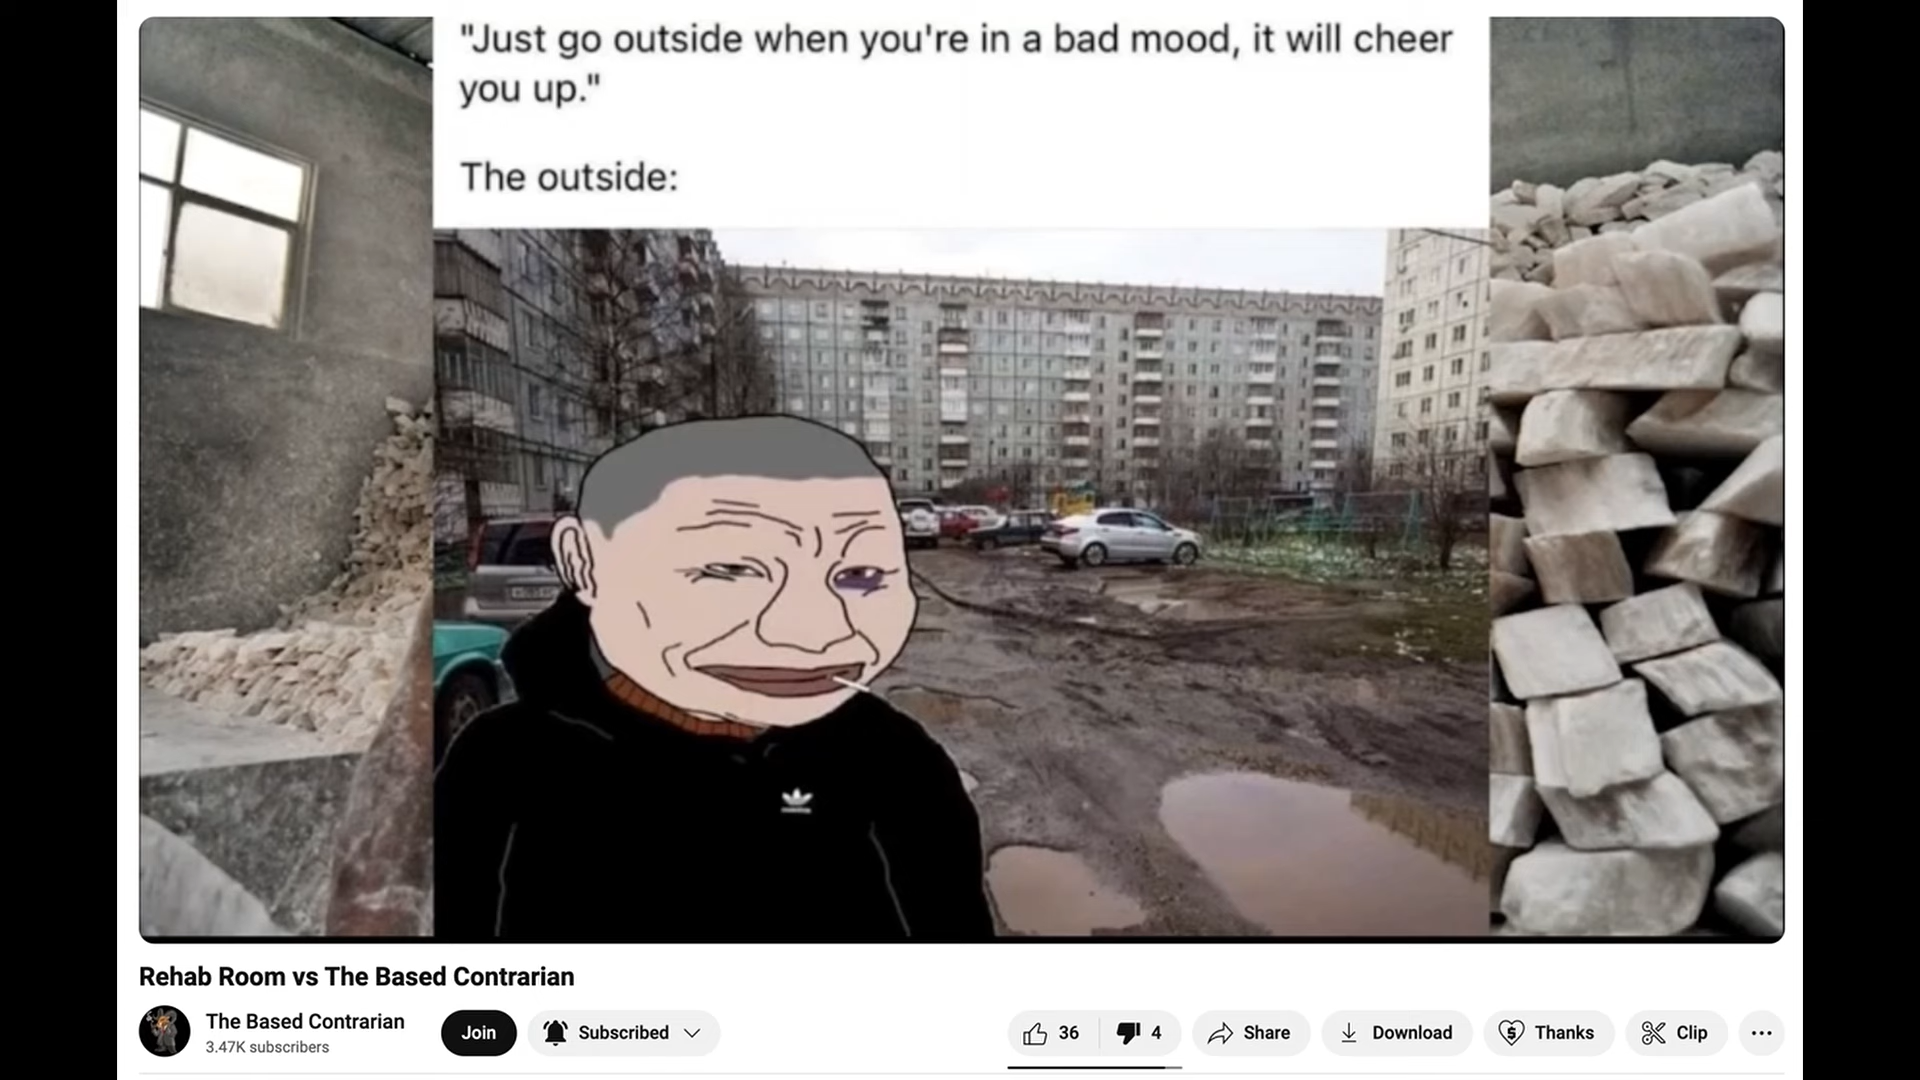 "Just go outside when you're in a bad mood, it will cheer
you up."
The outside:
Rehab Room vs The Based Contrarian
The Based Contrarian
3.47K subscribers
Join
Subscribed
36
4
Share
Download
Thanks
Clip